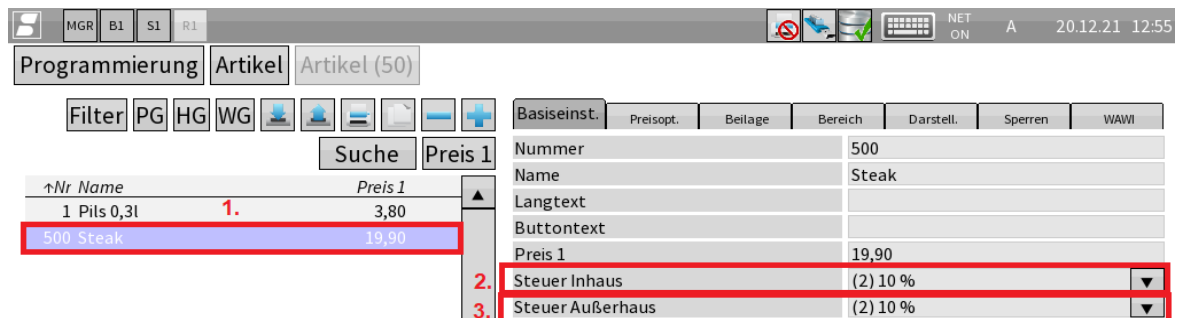 MGR B1 S1 R1 NET ON A 20.12.21 12:55
Programmierung Artikel Artikel (50)
Filter PG HG WG
Suche Preis 1
↑Nr Name Preis 1
1 Pils 0,3l 1. 3,80
500 Steak 19,90
Basiseinst. Preisopt. Beilage Bereich Darstell. Sperren WAWI
Nummer 500
Name Steak
Langtext
Buttontext
Preis 1 19,90
2. Steuer Inhaus (2) 10 %
3. Steuer Außerhaus (2) 10 %